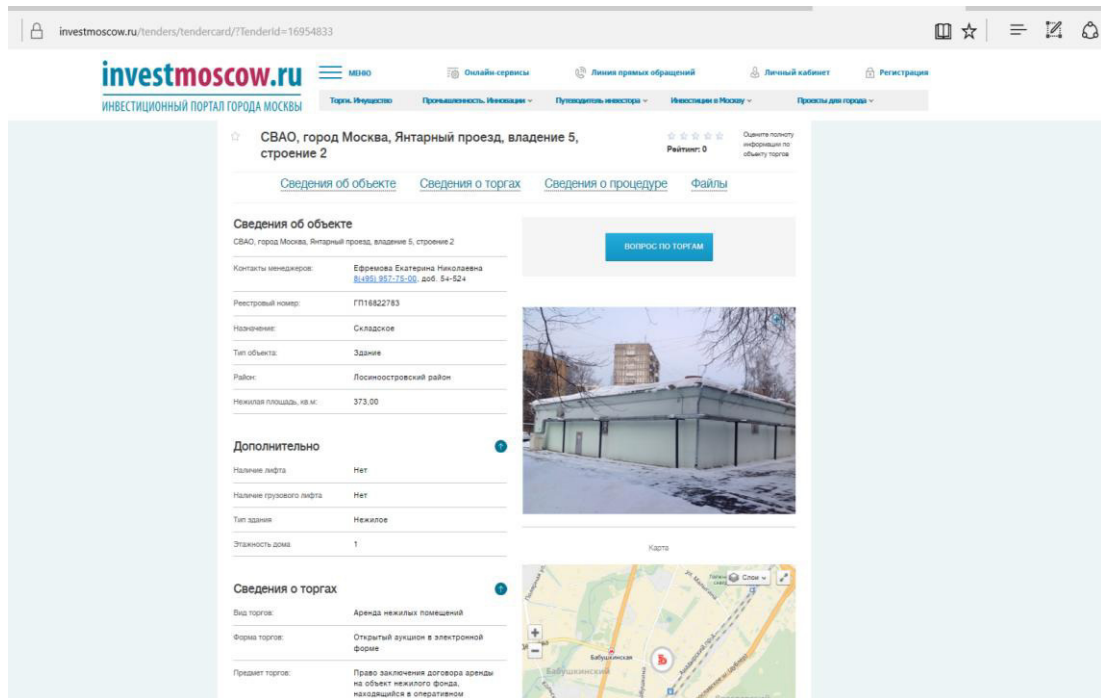 investmoscow.ru/tenders/tendercard/?TenderId=16954833
investmoscow.ru
МЕНЮ
Онлайн-сервисы
Линия прямых обращений
Личный кабинет
Регистрация
ИНВЕСТИЦИОННЫЙ ПОРТАЛ ГОРОДА МОСКВЫ
Торги. Имущество
Промышленность. Инновации
Путеводитель инвестора
Инвестиции в Москву
Проекты для города
СВАО, город Москва, Янтарный проезд, владение 5,
строение 2
Рейтинг: 0
Оцените полноту
информации по
объекту торгов
Сведения об объекте
Сведения о торгах
Сведения о процедуре
Файлы
Сведения об объекте
СВАО, город Москва, Янтарный проезд, владение 5, строение 2
Контакты менеджеров:
Ефремова Екатерина Николаевна
8(495) 957-75-00, доб. 54-524
Реестровый номер:
ГП16822783
Назначение:
Складское
Тип объекта:
Здание
Район:
Лосиноостровский район
Нежилая площадь, кв.м:
373,00
ВОПРОС ПО ТОРГАМ
Дополнительно
Наличие лифта
Нет
Наличие грузового лифта
Нет
Тип здания
Нежилое
Этажность дома
1
Карта
Слои
Бабушкинская
Бабушкинский
Сведения о торгах
Вид торгов:
Аренда нежилых помещений
Форма торгов:
Открытый аукцион в электронной
форме
Предмет торгов:
Право заключения договора аренды
на объект нежилого фонда,
находящийся в оперативном